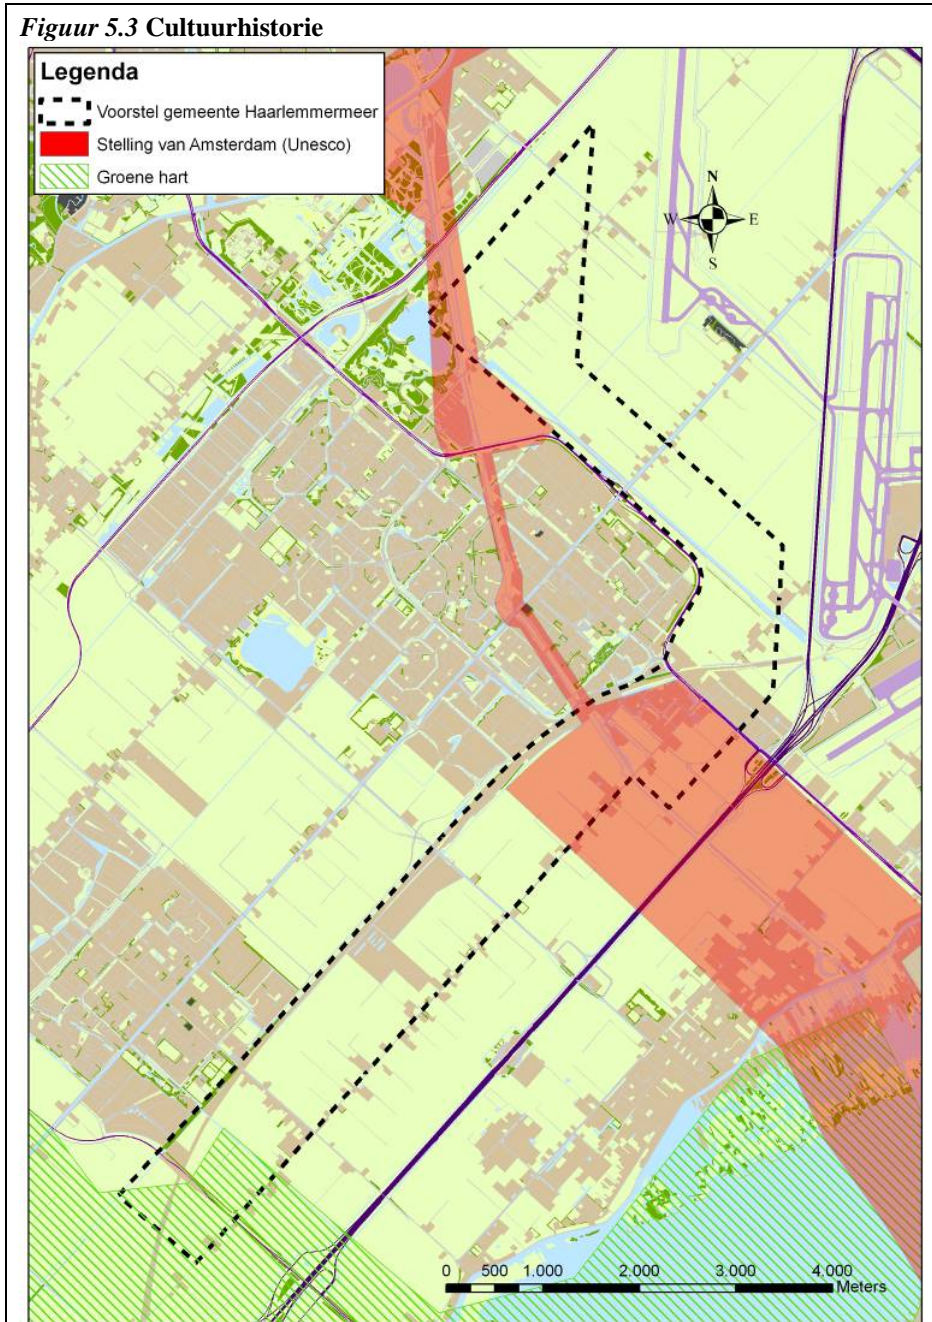 Figuur 5.3 Cultuurhistorie
Legenda
Voorstel gemeente Haarlemmermeer
Stelling van Amsterdam (Unesco)
Groene hart
N
W E
S
0 500 1.000 2.000 3.000 4.000
Meters